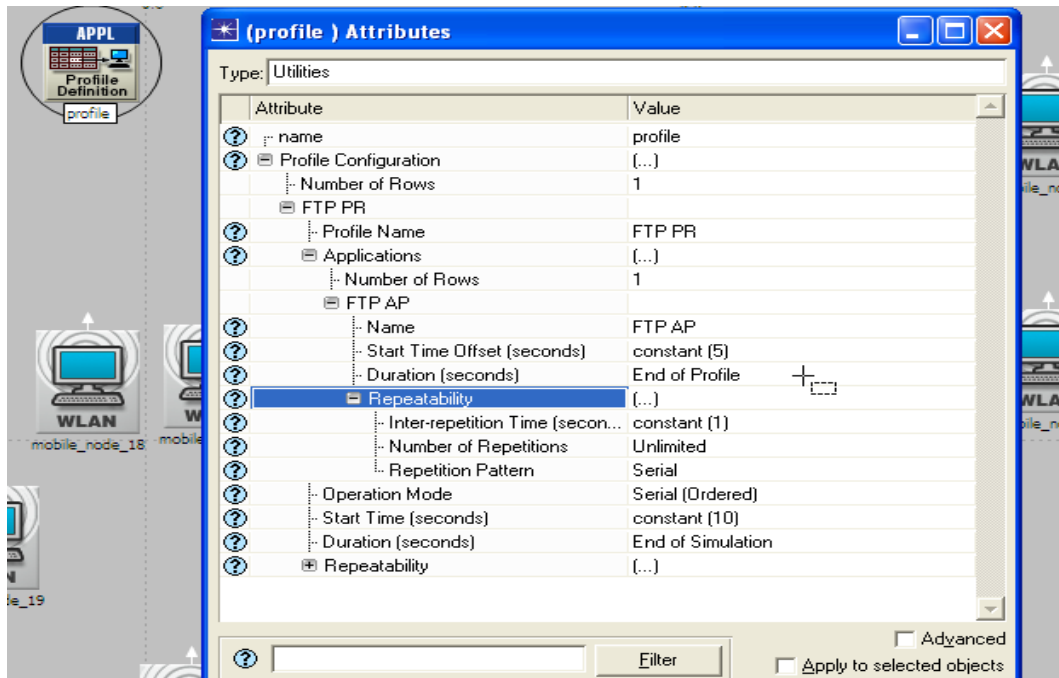 APPL
Profiile
Definition
profile
(profile ) Attributes
Type: Utilities
Attribute Value
name profile
Profile Configuration (...)
Number of Rows 1
FTP PR
Profile Name FTP PR
Applications (...)
Number of Rows 1
FTP AP
Name FTP AP
Start Time Offset (seconds) constant (5)
Duration (seconds) End of Profile
Repeatability (...)
Inter-repetition Time (secon... constant (1)
Number of Repetitions Unlimited
Repetition Pattern Serial
Operation Mode Serial (Ordered)
Start Time (seconds) constant (10)
Duration (seconds) End of Simulation
Repeatability (...)
Advanced
Filter
Apply to selected objects
WLAN
mobile_node_18
mobile